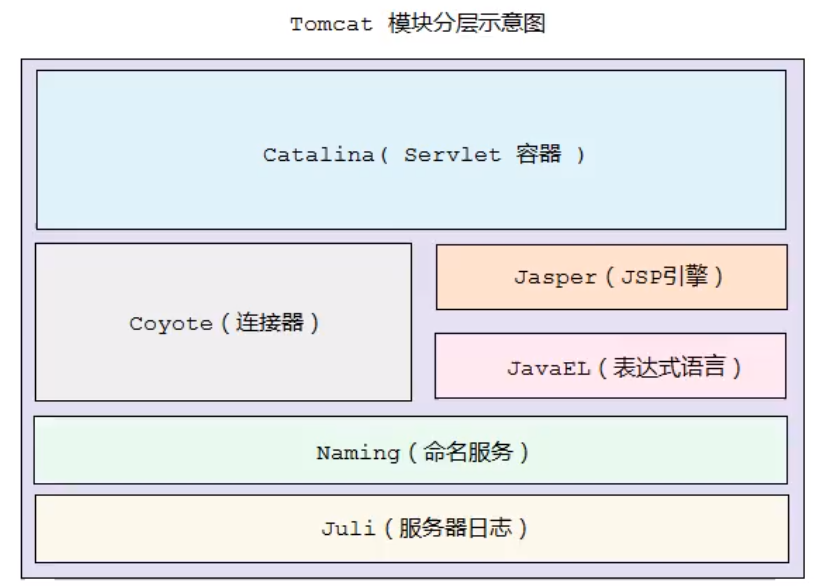 Tomcat 模块分层示意图
Catalina( Servlet 容器 )
Coyote(连接器)
Jasper(JSP引擎)
JavaEL(表达式语言)
Naming(命名服务)
Juli(服务器日志)